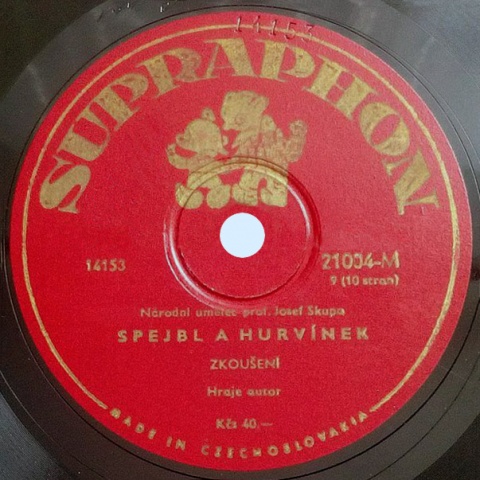 14153
SUPRAPHON
14153
21004-M
9 (10 stran)
Národní umělec prof. Josef Skupa
SPEJBL A HURVÍNEK
ZKOUŠENÍ
Hraje autor
Kčs 40,—
MADE IN CZECHOSLOVAKIA